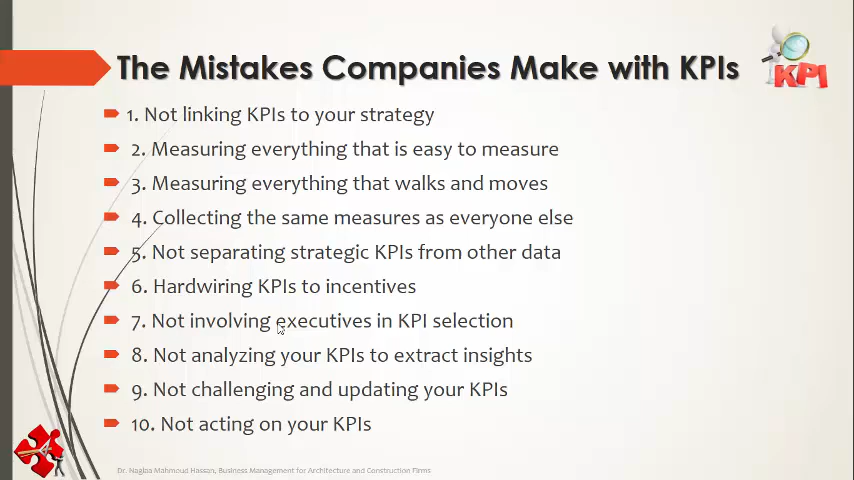 The Mistakes Companies Make with KPIs
KPI
1. Not linking KPIs to your strategy
2. Measuring everything that is easy to measure
3. Measuring everything that walks and moves
4. Collecting the same measures as everyone else
5. Not separating strategic KPIs from other data
6. Hardwiring KPIs to incentives
7. Not involving executives in KPI selection
8. Not analyzing your KPIs to extract insights
9. Not challenging and updating your KPIs
10. Not acting on your KPIs
Dr. Naglaa Mahmoud Hassan, Business Management for Architecture and Construction Firms